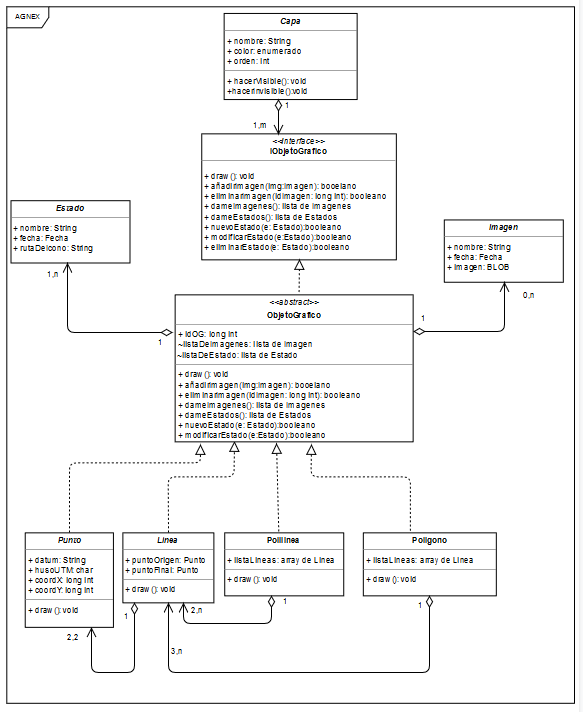 AGNEX
Capa
+ nombre: String
+ color: enumerado
+ orden: int
+ hacerVisible(): void
+hacerInvisible():void
1
1,m
<<interface>>
IObjetoGrafico
+ draw (): void
+ añadirImagen(img:Imagen): booelano
+ eliminarImagen(idImagen: long int): booleano
+ dameImagenes(): lista de Imagenes
+ dameEstados(): lista de Estados
+ nuevoEstado(e: Estado):booleano
+ modificarEstado(e:Estado):booleano
+ eliminarEstado(e: Estado):booleano
Estado
+ nombre: String
+ fecha: Fecha
+ rutaDeIcono: String
1,n
1
Imagen
+ nombre: String
+ fecha: Fecha
+ imagen: BLOB
0,n
1
<<abstract>>
ObjetoGrafico
+ idOG: long int
~listaDeImagenes: lista de Imagen
~listaDeEstado: lista de Estado
+ draw (): void
+ añadirImagen(img:Imagen): booelano
+ eliminarImagen(idImagen: long int): booleano
+ dameImagenes(): lista de Imagenes
+ dameEstados(): lista de Estados
+ nuevoEstado(e: Estado):booleano
+ modificarEstado(e:Estado):booleano
Punto
+ datum: String
+ husoUTM: char
+ coordX: long int
+ coordY: long int
+ draw (): void
Linea
+ puntoOrigen: Punto
+ puntoFinal: Punto
+ draw (): void
Polilinea
+ listaLineas: array de Linea
+ draw (): void
Poligono
+ listaLineas: array de Linea
+ draw (): void
1
2,2
2,n
1
3,n
1